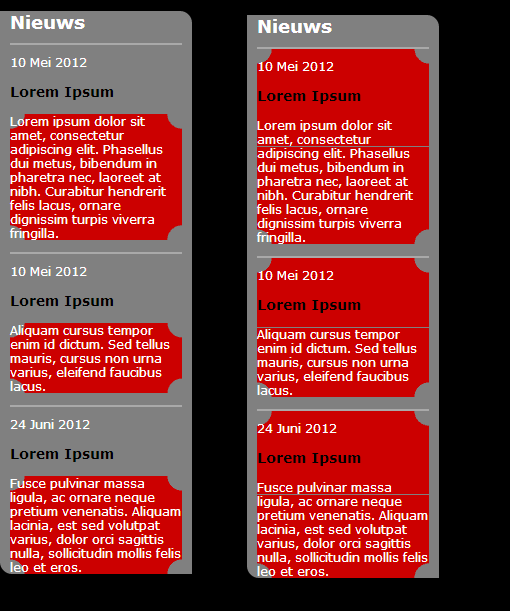 Nieuws
10 Mei 2012
Lorem Ipsum
Lorem ipsum dolor sit
amet, consectetur
adipiscing elit. Phasellus
dui metus, bibendum in
pharetra nec, laoreet at
nibh. Curabitur hendrerit
felis lacus, ornare
dignissim turpis viverra
fringilla.
10 Mei 2012
Lorem Ipsum
Aliquam cursus tempor
enim id dictum. Sed tellus
mauris, cursus non urna
varius, eleifend faucibus
lacus.
24 Juni 2012
Lorem Ipsum
Fusce pulvinar massa
ligula, ac ornare neque
pretium venenatis. Aliquam
lacinia, est sed volutpat
varius, dolor orci sagittis
nulla, sollicitudin mollis felis
leo et eros.
Nieuws
10 Mei 2012
Lorem Ipsum
Lorem ipsum dolor sit
amet, consectetur
adipiscing elit. Phasellus
dui metus, bibendum in
pharetra nec, laoreet at
nibh. Curabitur hendrerit
felis lacus, ornare
dignissim turpis viverra
fringilla.
10 Mei 2012
Lorem Ipsum
Aliquam cursus tempor
enim id dictum. Sed tellus
mauris, cursus non urna
varius, eleifend faucibus
lacus.
24 Juni 2012
Lorem Ipsum
Fusce pulvinar massa
ligula, ac ornare neque
pretium venenatis. Aliquam
lacinia, est sed volutpat
varius, dolor orci sagittis
nulla, sollicitudin mollis felis
leo et eros.